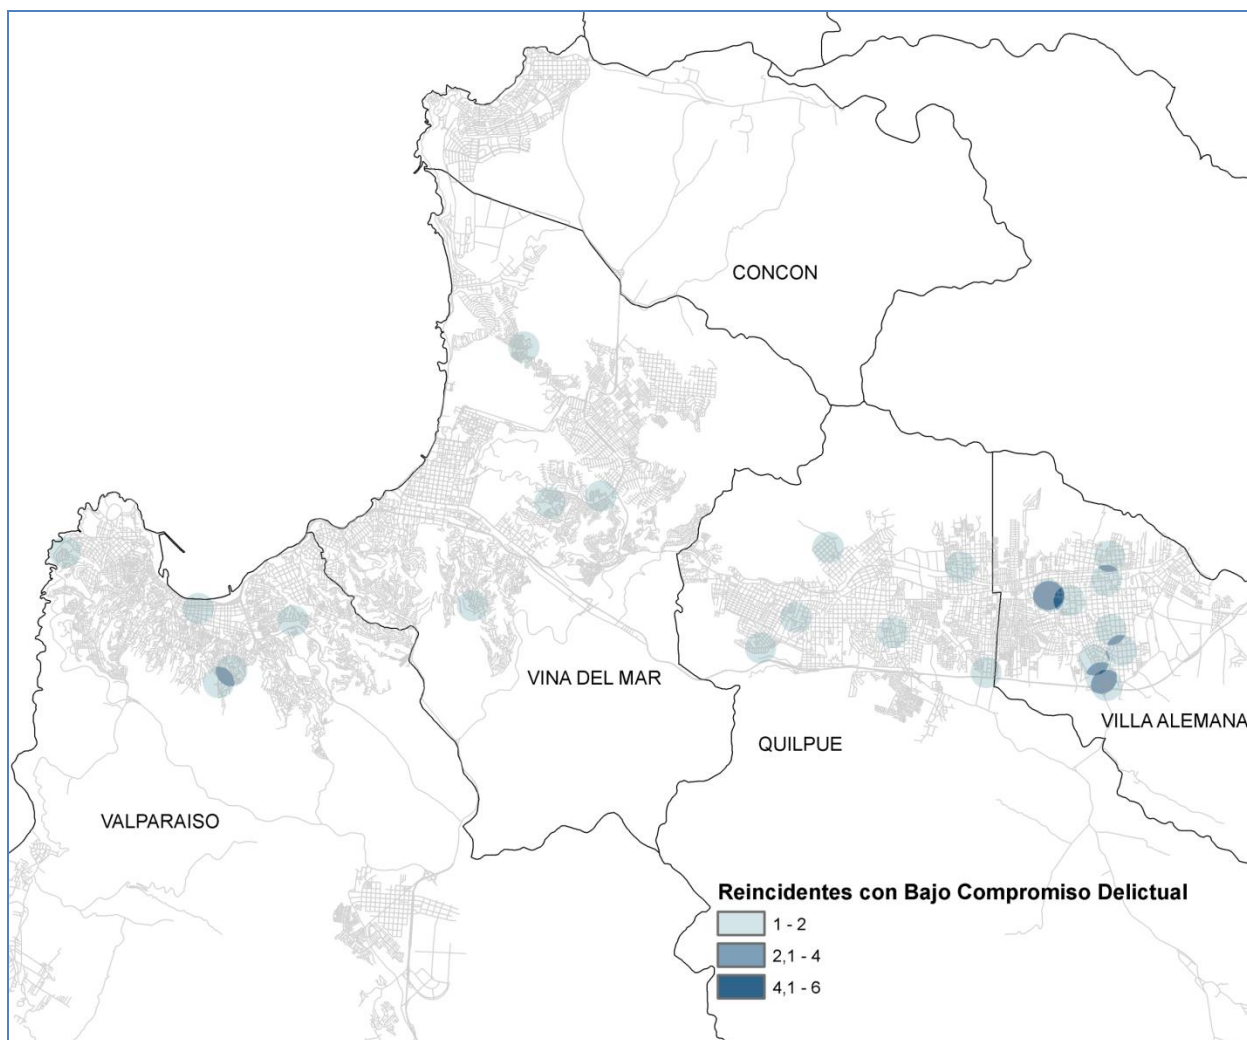 CONCON
VINA DEL MAR
VILLA ALEMANA
QUILPUE
VALPARAISO
Reincidentes con Bajo Compromiso Delictual
1 - 2
2,1 - 4
4,1 - 6